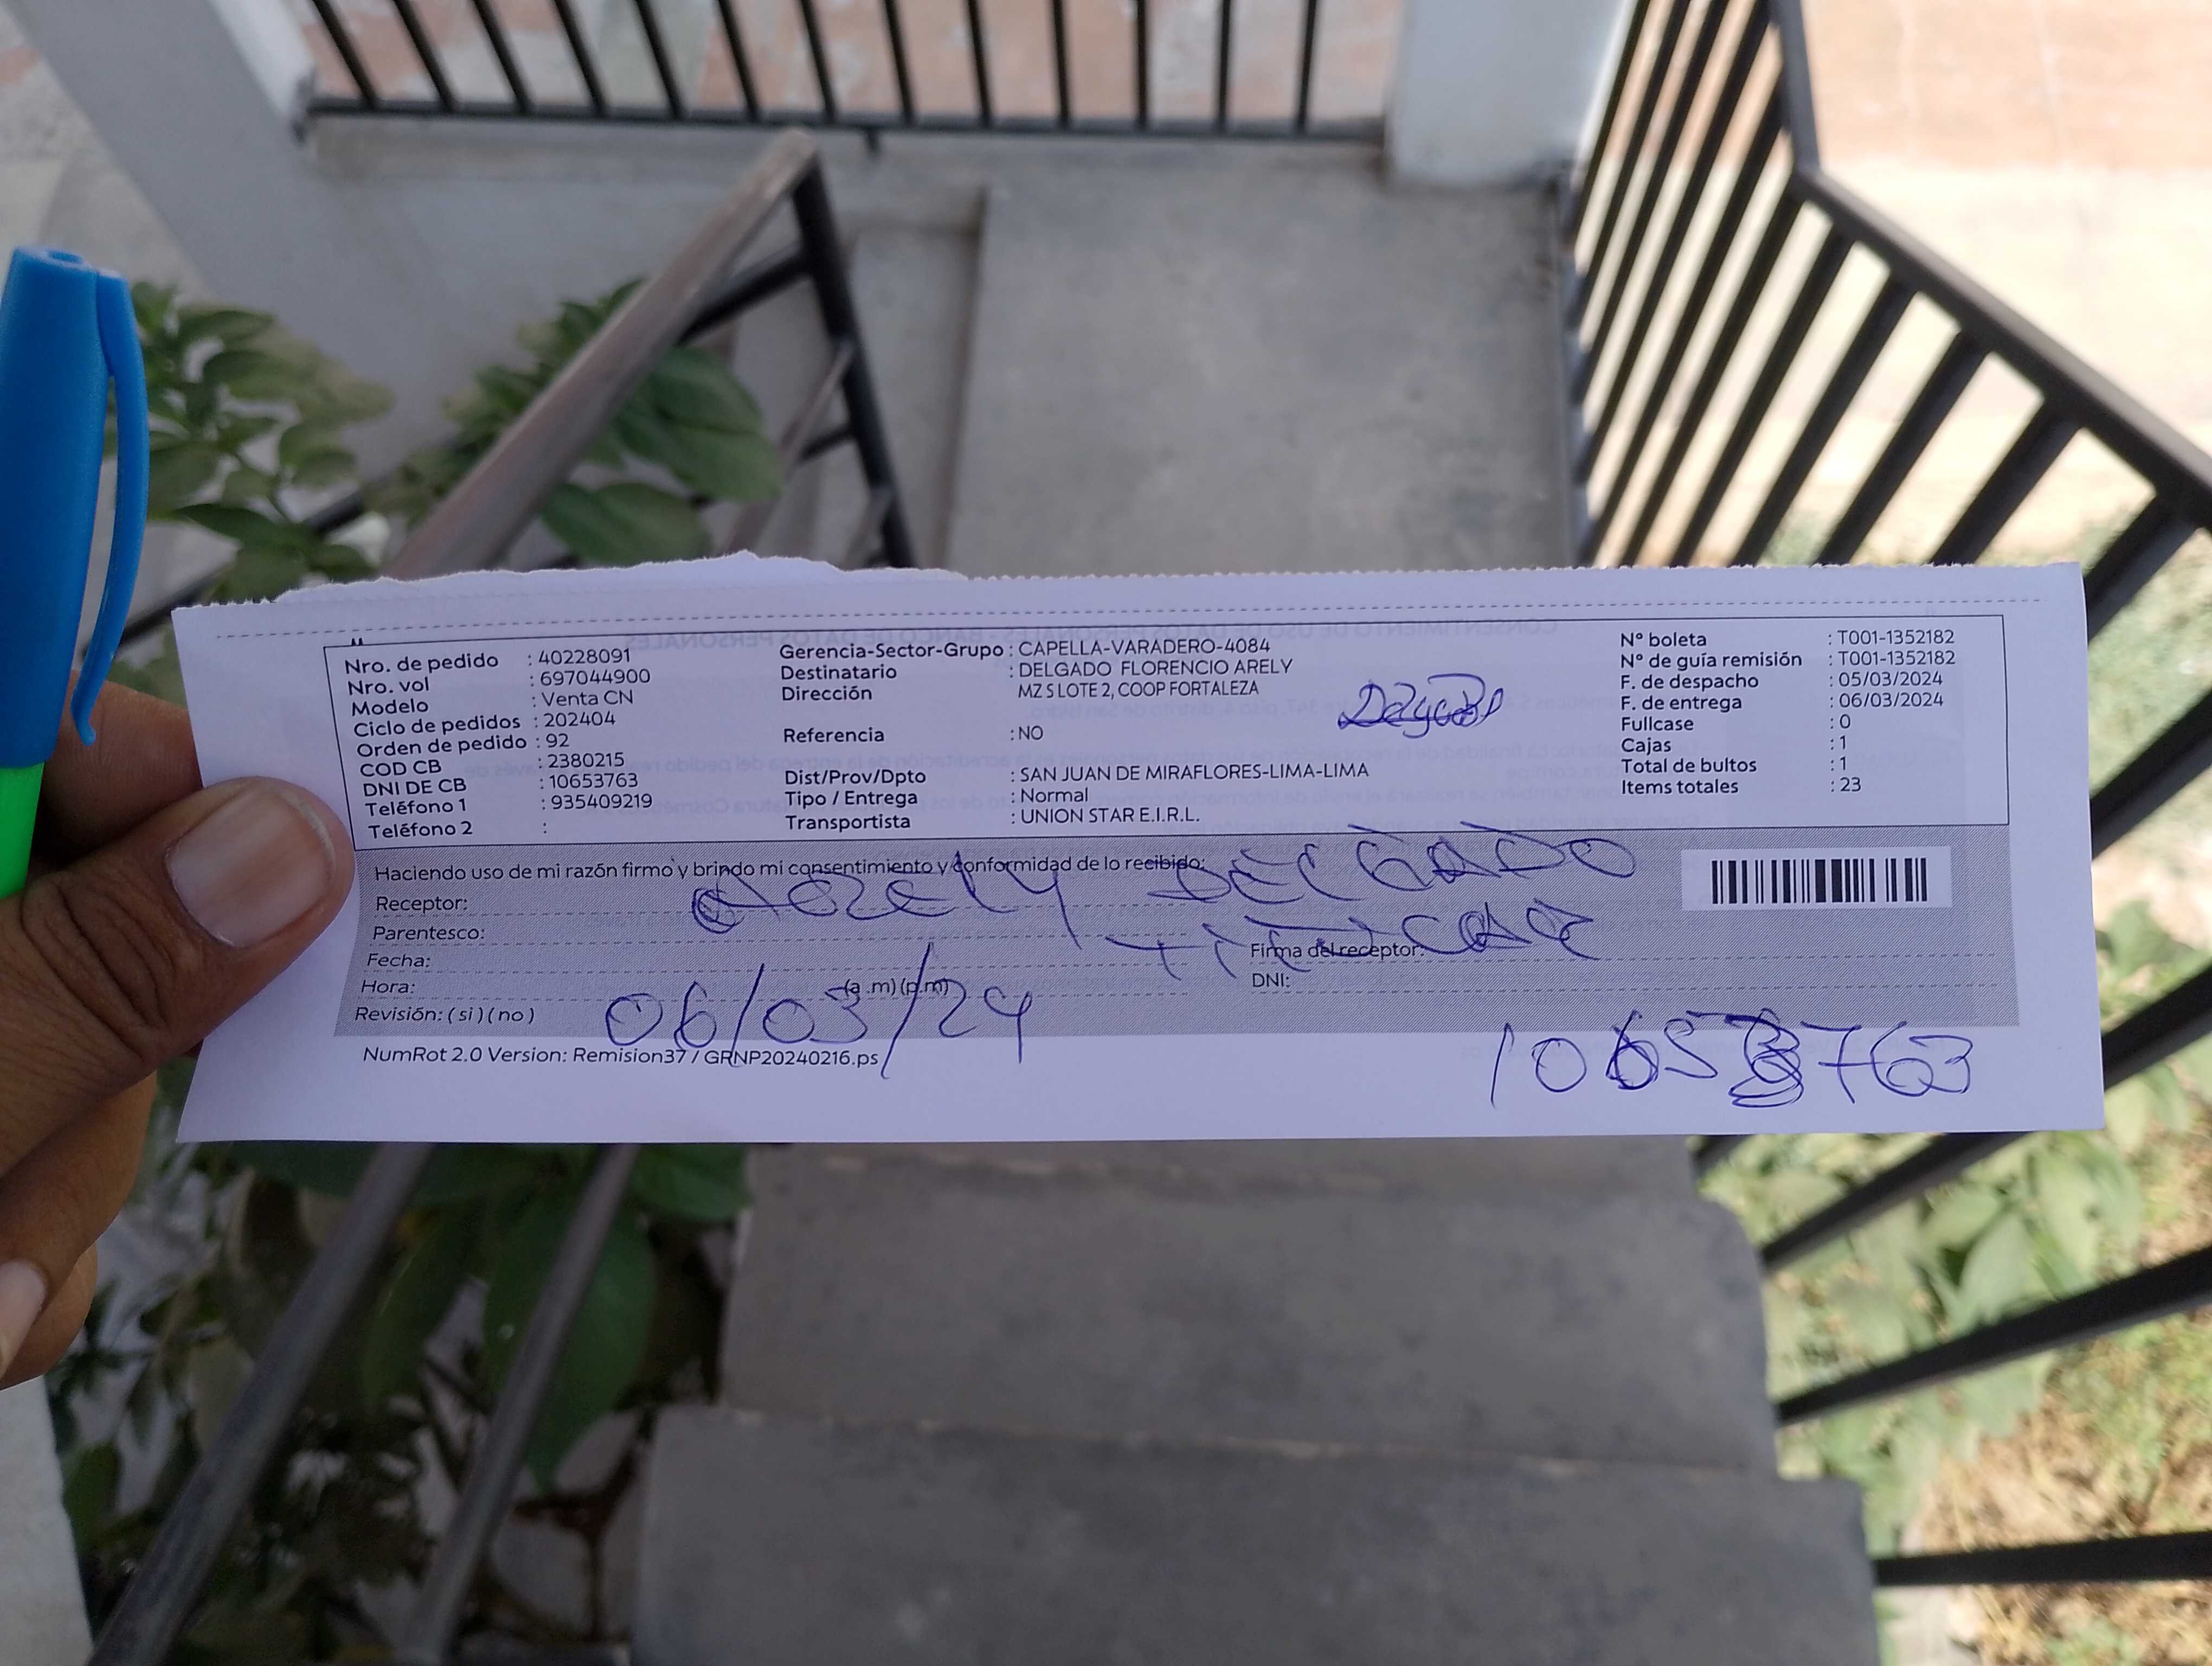 Nro. de pedido : 40228091
Nro. vol : 697044900
Modelo : Venta CN
Ciclo de pedidos : 202404
Orden de pedido : 92
COD CB : 2380215
DNI DE CB : 10653763
Teléfono 1 : 935409219
Teléfono 2 :
Gerencia-Sector-Grupo : CAPELLA-VARADERO-4084
Destinatario : DELGADO FLORENCIO ARELY
Dirección MZ S LOTE 2, COOP FORTALEZA
Referencia : NO
Dist/Prov/Dpto : SAN JUAN DE MIRAFLORES-LIMA-LIMA
Tipo / Entrega : Normal
Transportista : UNION STAR E.I.R.L.
N° boleta : T001-1352182
N° de guía remisión : T001-1352182
F. de despacho : 05/03/2024
F. de entrega : 06/03/2024
Fullcase : 0
Cajas : 1
Total de bultos : 1
Items totales : 23
Haciendo uso de mi razón firmo y brindo mi consentimiento y conformidad de lo recibido:
Receptor: Arely DELGADO
Parentesco: TITUCAR
Fecha: 06/03/24
Hora: (a .m) (p.m)
Revisión: ( si ) ( no )
Firma del receptor:
DNI: 10653763
NumRot 2.0 Version: Remision37 / GRNP20240216.ps